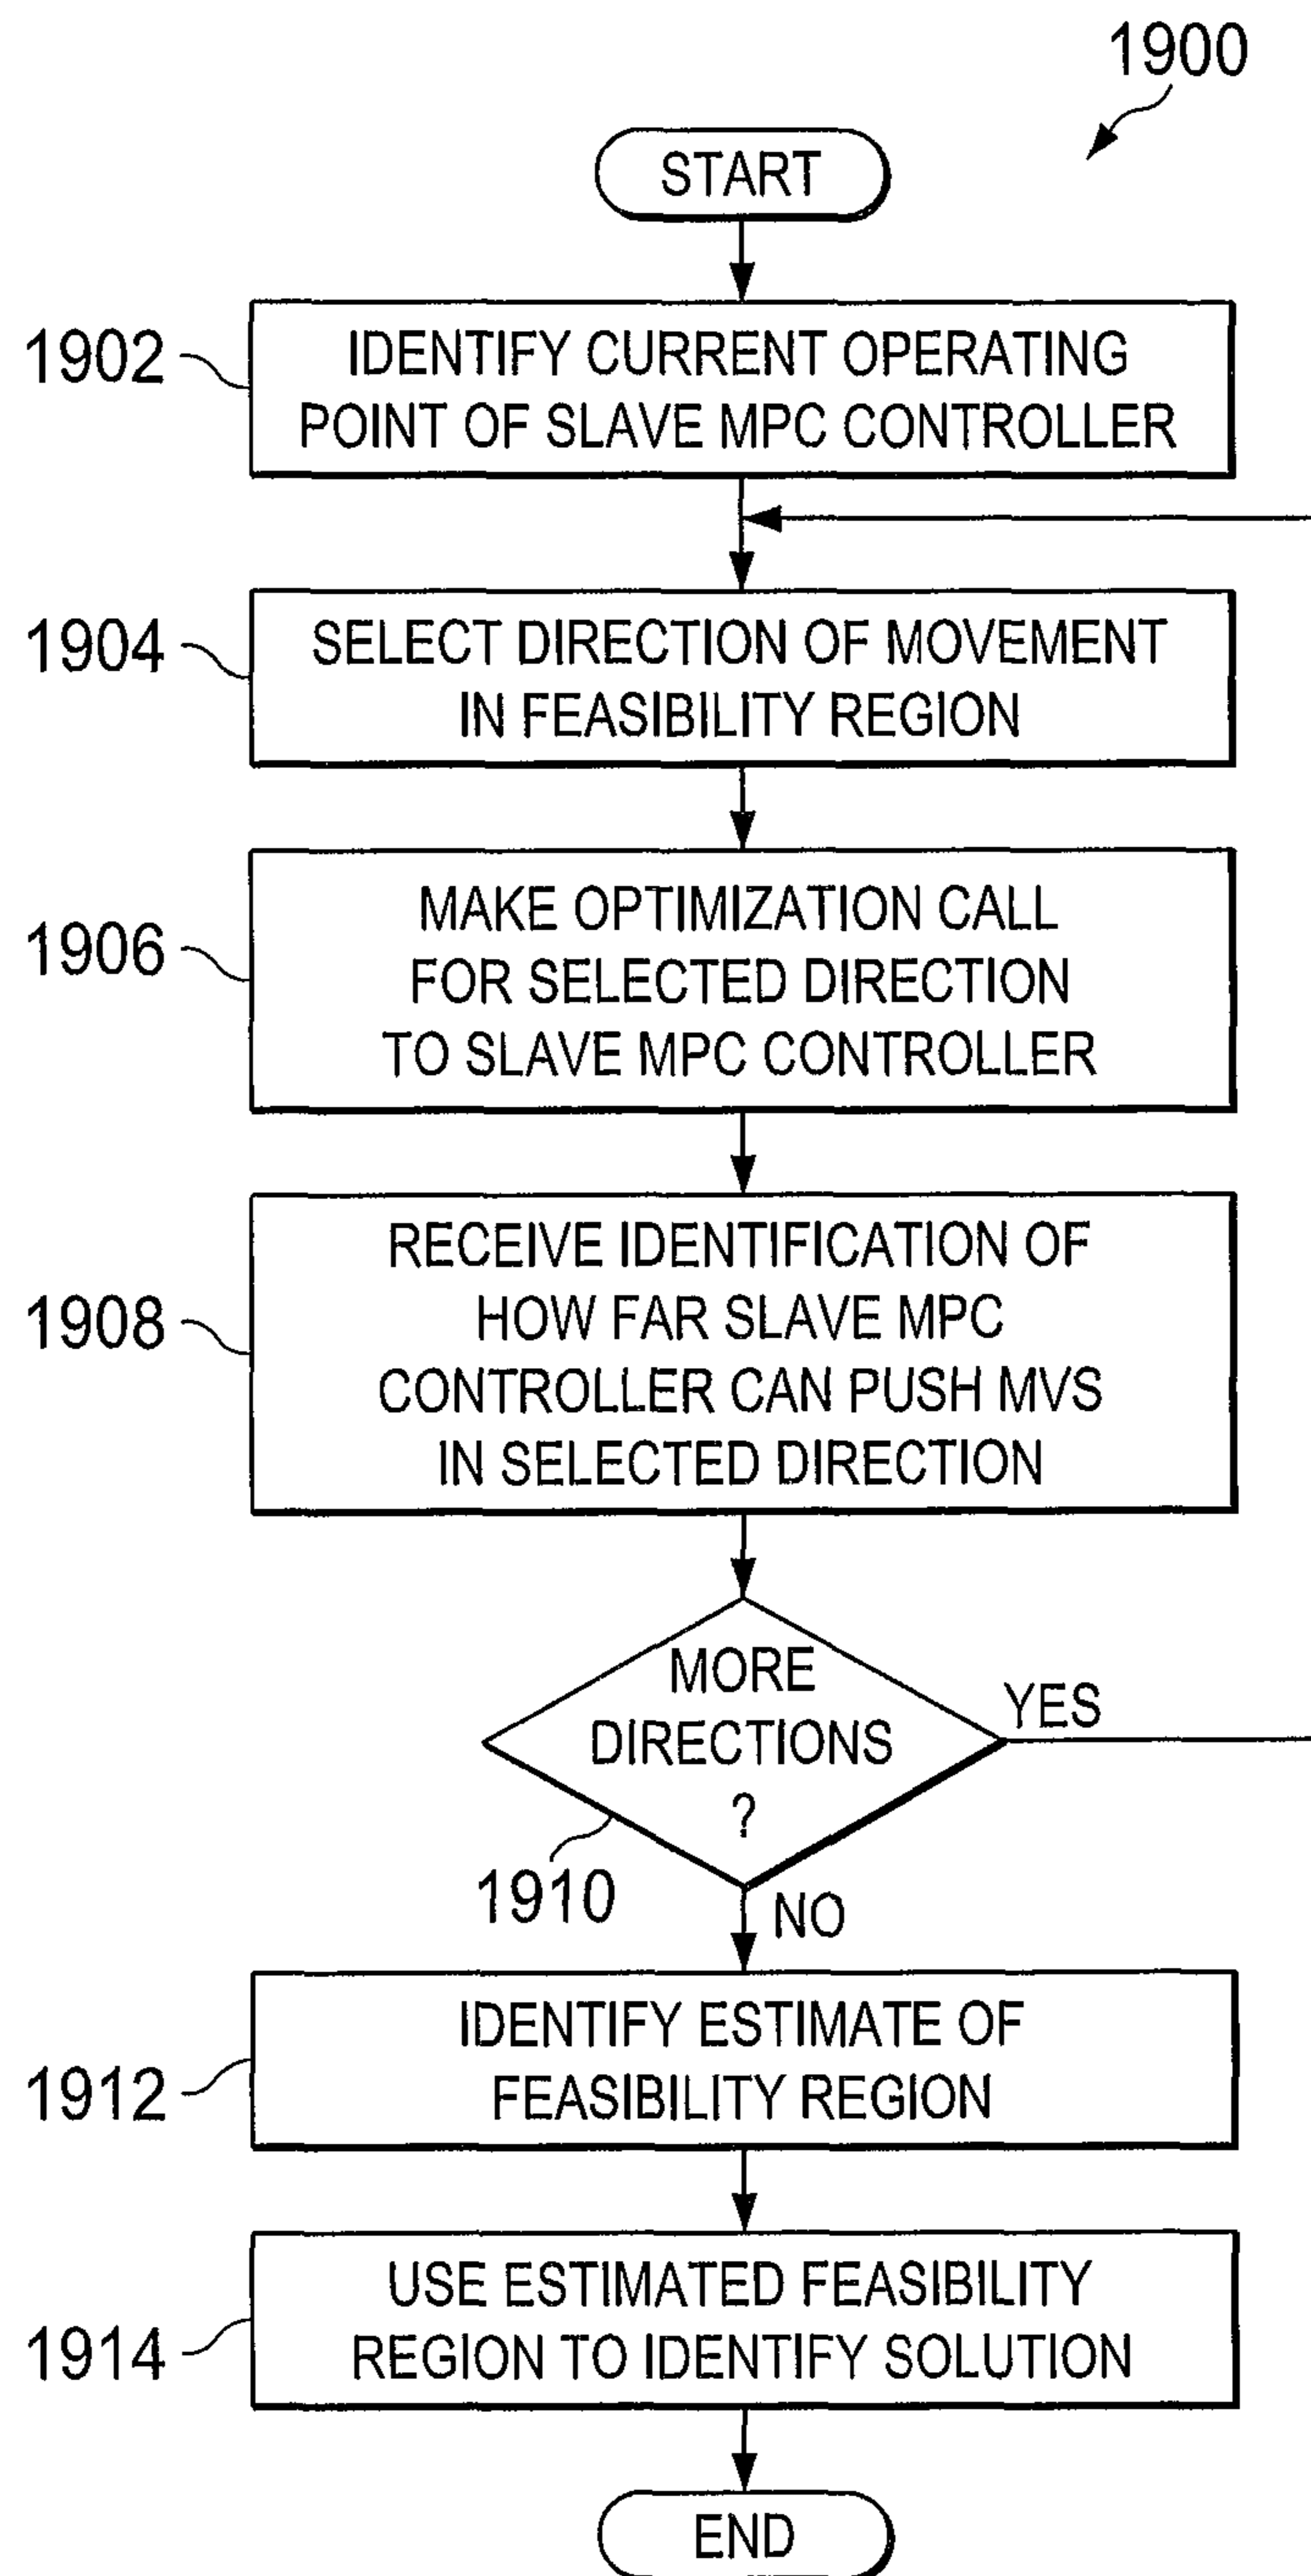 1900
START
1902
IDENTIFY CURRENT OPERATING
POINT OF SLAVE MPC CONTROLLER
1904
SELECT DIRECTION OF MOVEMENT
IN FEASIBILITY REGION
1906
MAKE OPTIMIZATION CALL
FOR SELECTED DIRECTION
TO SLAVE MPC CONTROLLER
1908
RECEIVE IDENTIFICATION OF
HOW FAR SLAVE MPC
CONTROLLER CAN PUSH MVS
IN SELECTED DIRECTION
MORE
DIRECTIONS
?
YES
1910
NO
1912
IDENTIFY ESTIMATE OF
FEASIBILITY REGION
1914
USE ESTIMATED FEASIBILITY
REGION TO IDENTIFY SOLUTION
END